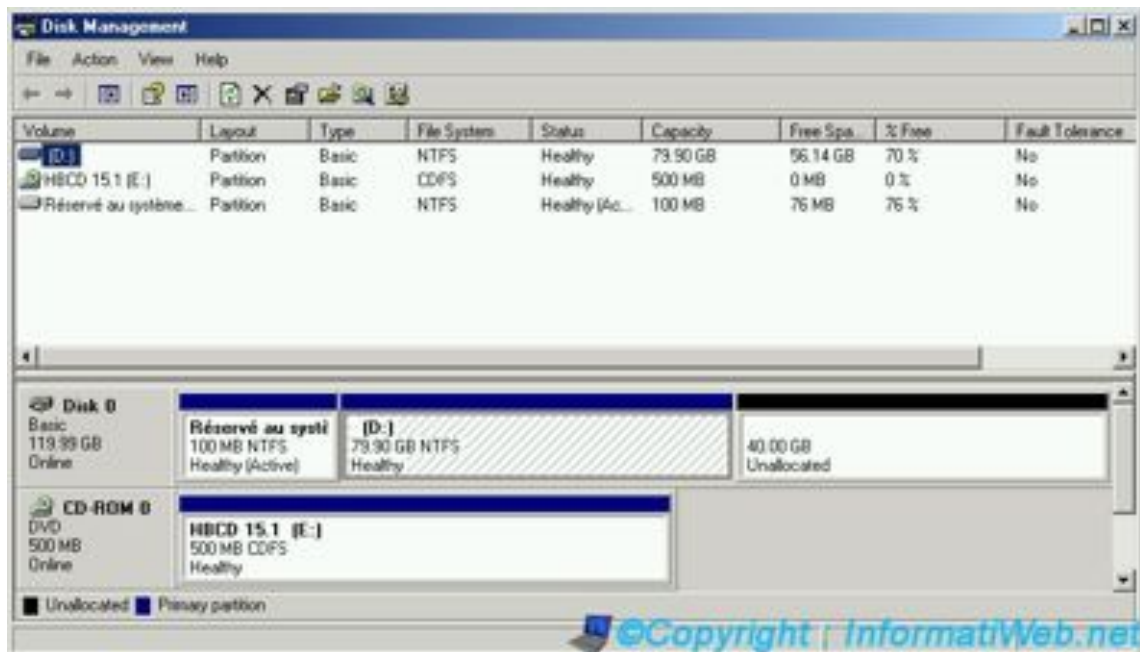 Disk Management
File Action View Help
Volume Layout Type File System Status Capacity Free Spa... % Free Fault Tolerance
(D:) Partition Basic NTFS Healthy 79.90 GB 56.14 GB 70 % No
HBCD 15.1 (E:) Partition Basic CDFS Healthy 500 MB 0 MB 0 % No
Réservé au système... Partition Basic NTFS Healthy (Ac... 100 MB 76 MB 76 % No
Disk 0
Basic
119.99 GB
Online
Réservé au systè
100 MB NTFS
Healthy (Active)
(D:)
79.90 GB NTFS
Healthy
40.00 GB
Unallocated
CD-ROM 0
DVD
500 MB
Online
HBCD 15.1 (E:)
500 MB CDFS
Healthy
Unallocated Primary partition
©Copyright | InformatiWeb.net